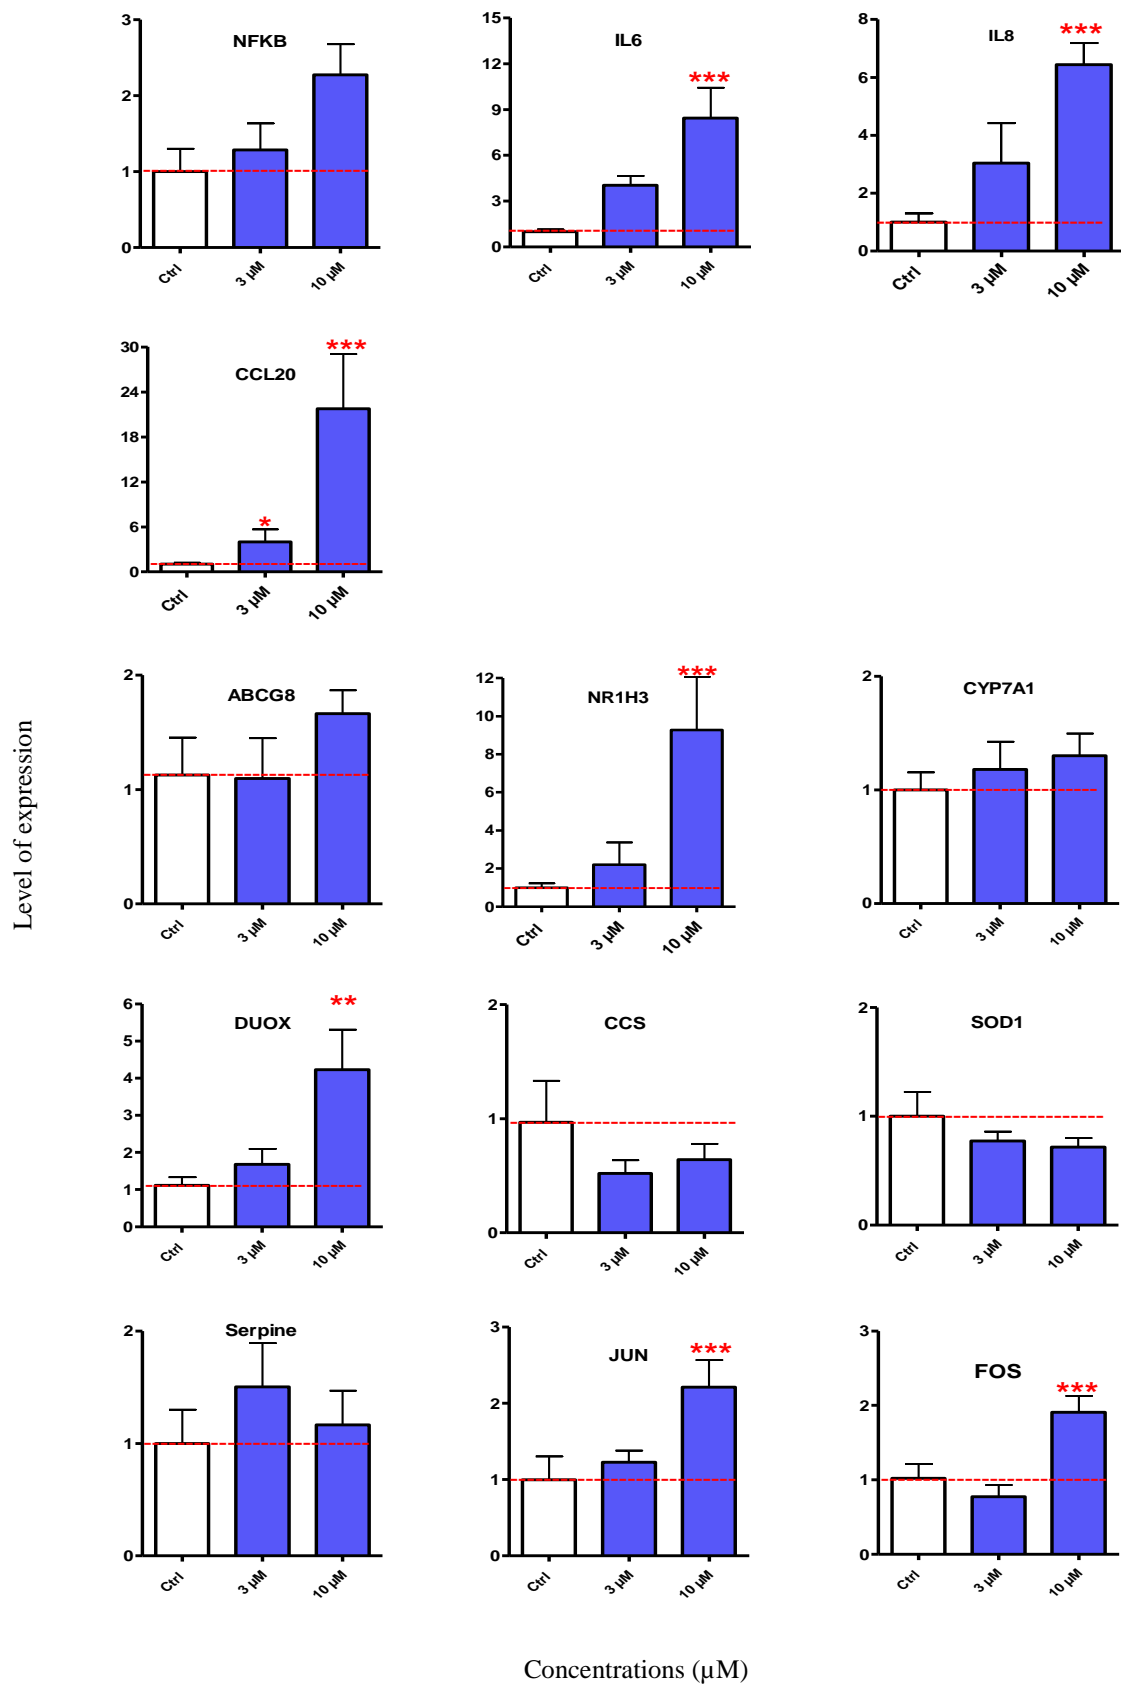 NFKB
3
2
1
0
Ctrl
3 µM
10 µM
IL6
15
12
9
6
3
0
***
Ctrl
3 µM
10 µM
IL8
8
6
4
2
0
***
Ctrl
3 µM
10 µM
CCL20
30
24
18
12
6
0
*
***
Ctrl
3 µM
10 µM
Level of expression
ABCG8
2
1
0
Ctrl
3 µM
10 µM
NR1H3
12
10
8
6
4
2
0
***
Ctrl
3 µM
10 µM
CYP7A1
2
1
0
Ctrl
3 µM
10 µM
DUOX
6
5
4
3
2
1
0
**
Ctrl
3 µM
10 µM
CCS
2
1
0
Ctrl
3 µM
10 µM
SOD1
2
1
0
Ctrl
3 µM
10 µM
Serpine
2
1
0
Ctrl
3 µM
10 µM
JUN
3
2
1
0
***
Ctrl
3 µM
10 µM
FOS
3
2
1
0
***
Ctrl
3 µM
10 µM
Concentrations (µM)